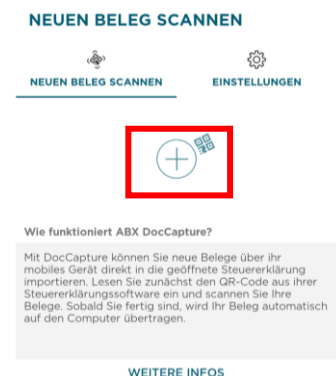 NEUEN BELEG SCANNEN
NEUEN BELEG SCANNEN
EINSTELLUNGEN
Wie funktioniert ABX DocCapture?
Mit DocCapture können Sie neue Belege über ihr
mobiles Gerät direkt in die geöffnete Steuererklärung
importieren. Lesen Sie zunächst den QR-Code aus ihrer
Steuererklärungssoftware ein und scannen Sie Ihre
Belege. Sobald Sie fertig sind, wird Ihr Beleg automatisch
auf den Computer übertragen.
WEITERE INFOS